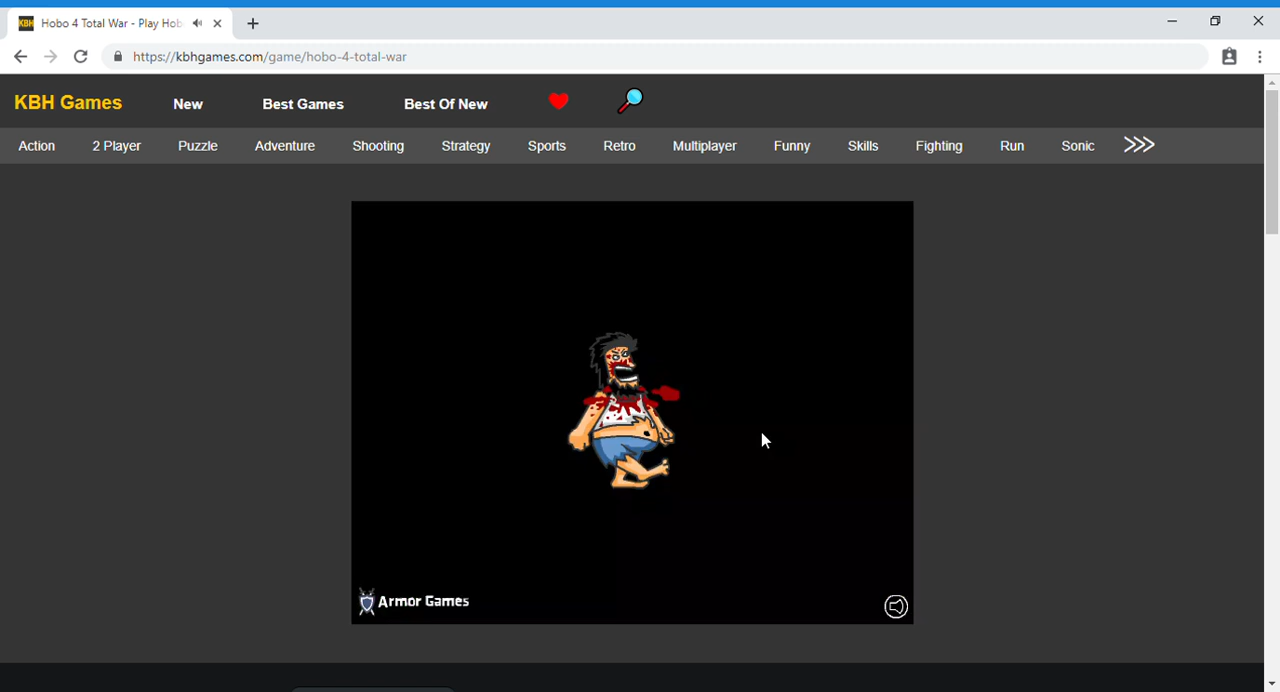 KBH Hobo 4 Total War - Play Hob
https://kbhgames.com/game/hobo-4-total-war
KBH Games New Best Games Best Of New
Action 2 Player Puzzle Adventure Shooting Strategy Sports Retro Multiplayer Funny Skills Fighting Run Sonic >>>
Armor Games